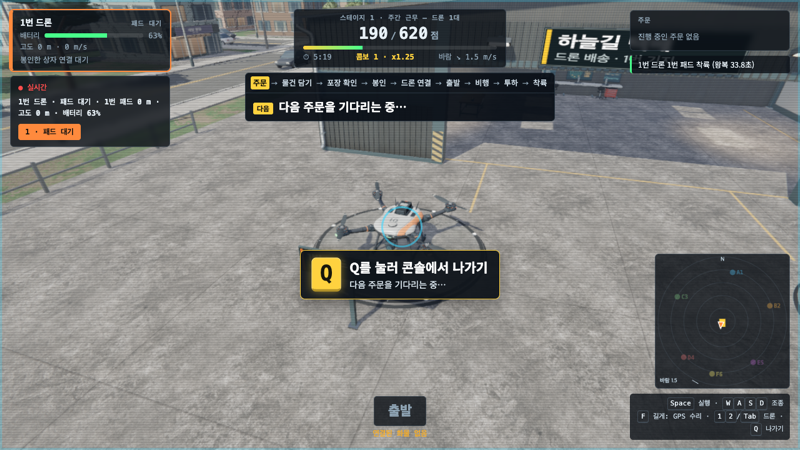 1번 드론 패드 대기
배터리 63%
고도 0 m · 0 m/s
봉인한 상자 연결 대기
실시간
1번 드론 · 패드 대기 · 1번 패드 0 m ·
고도 0 m · 배터리 63%
1 · 패드 대기
스테이지 1 · 주간 근무 — 드론 1대
190 / 620점
5:19 콤보 1 · x1.25 바람 ↘ 1.5 m/s
주문 → 물건 담기 → 포장 확인 → 봉인 → 드론 연결 → 출발 → 비행 → 투하 → 착륙
다음 다음 주문을 기다리는 중…
하늘길
드론 배송 ·
주문
진행 중인 주문 없음
1번 드론 1번 패드 착륙 (왕복 33.8초)
Q
Q를 눌러 콘솔에서 나가기
다음 주문을 기다리는 중…
출발
N
A1
C3
B2
E5
P6
바람 1.5
Space 실행 · W A S D 조종
F 길게: GPS 수리 · 1 2 / Tab 드론 ·
Q 나가기